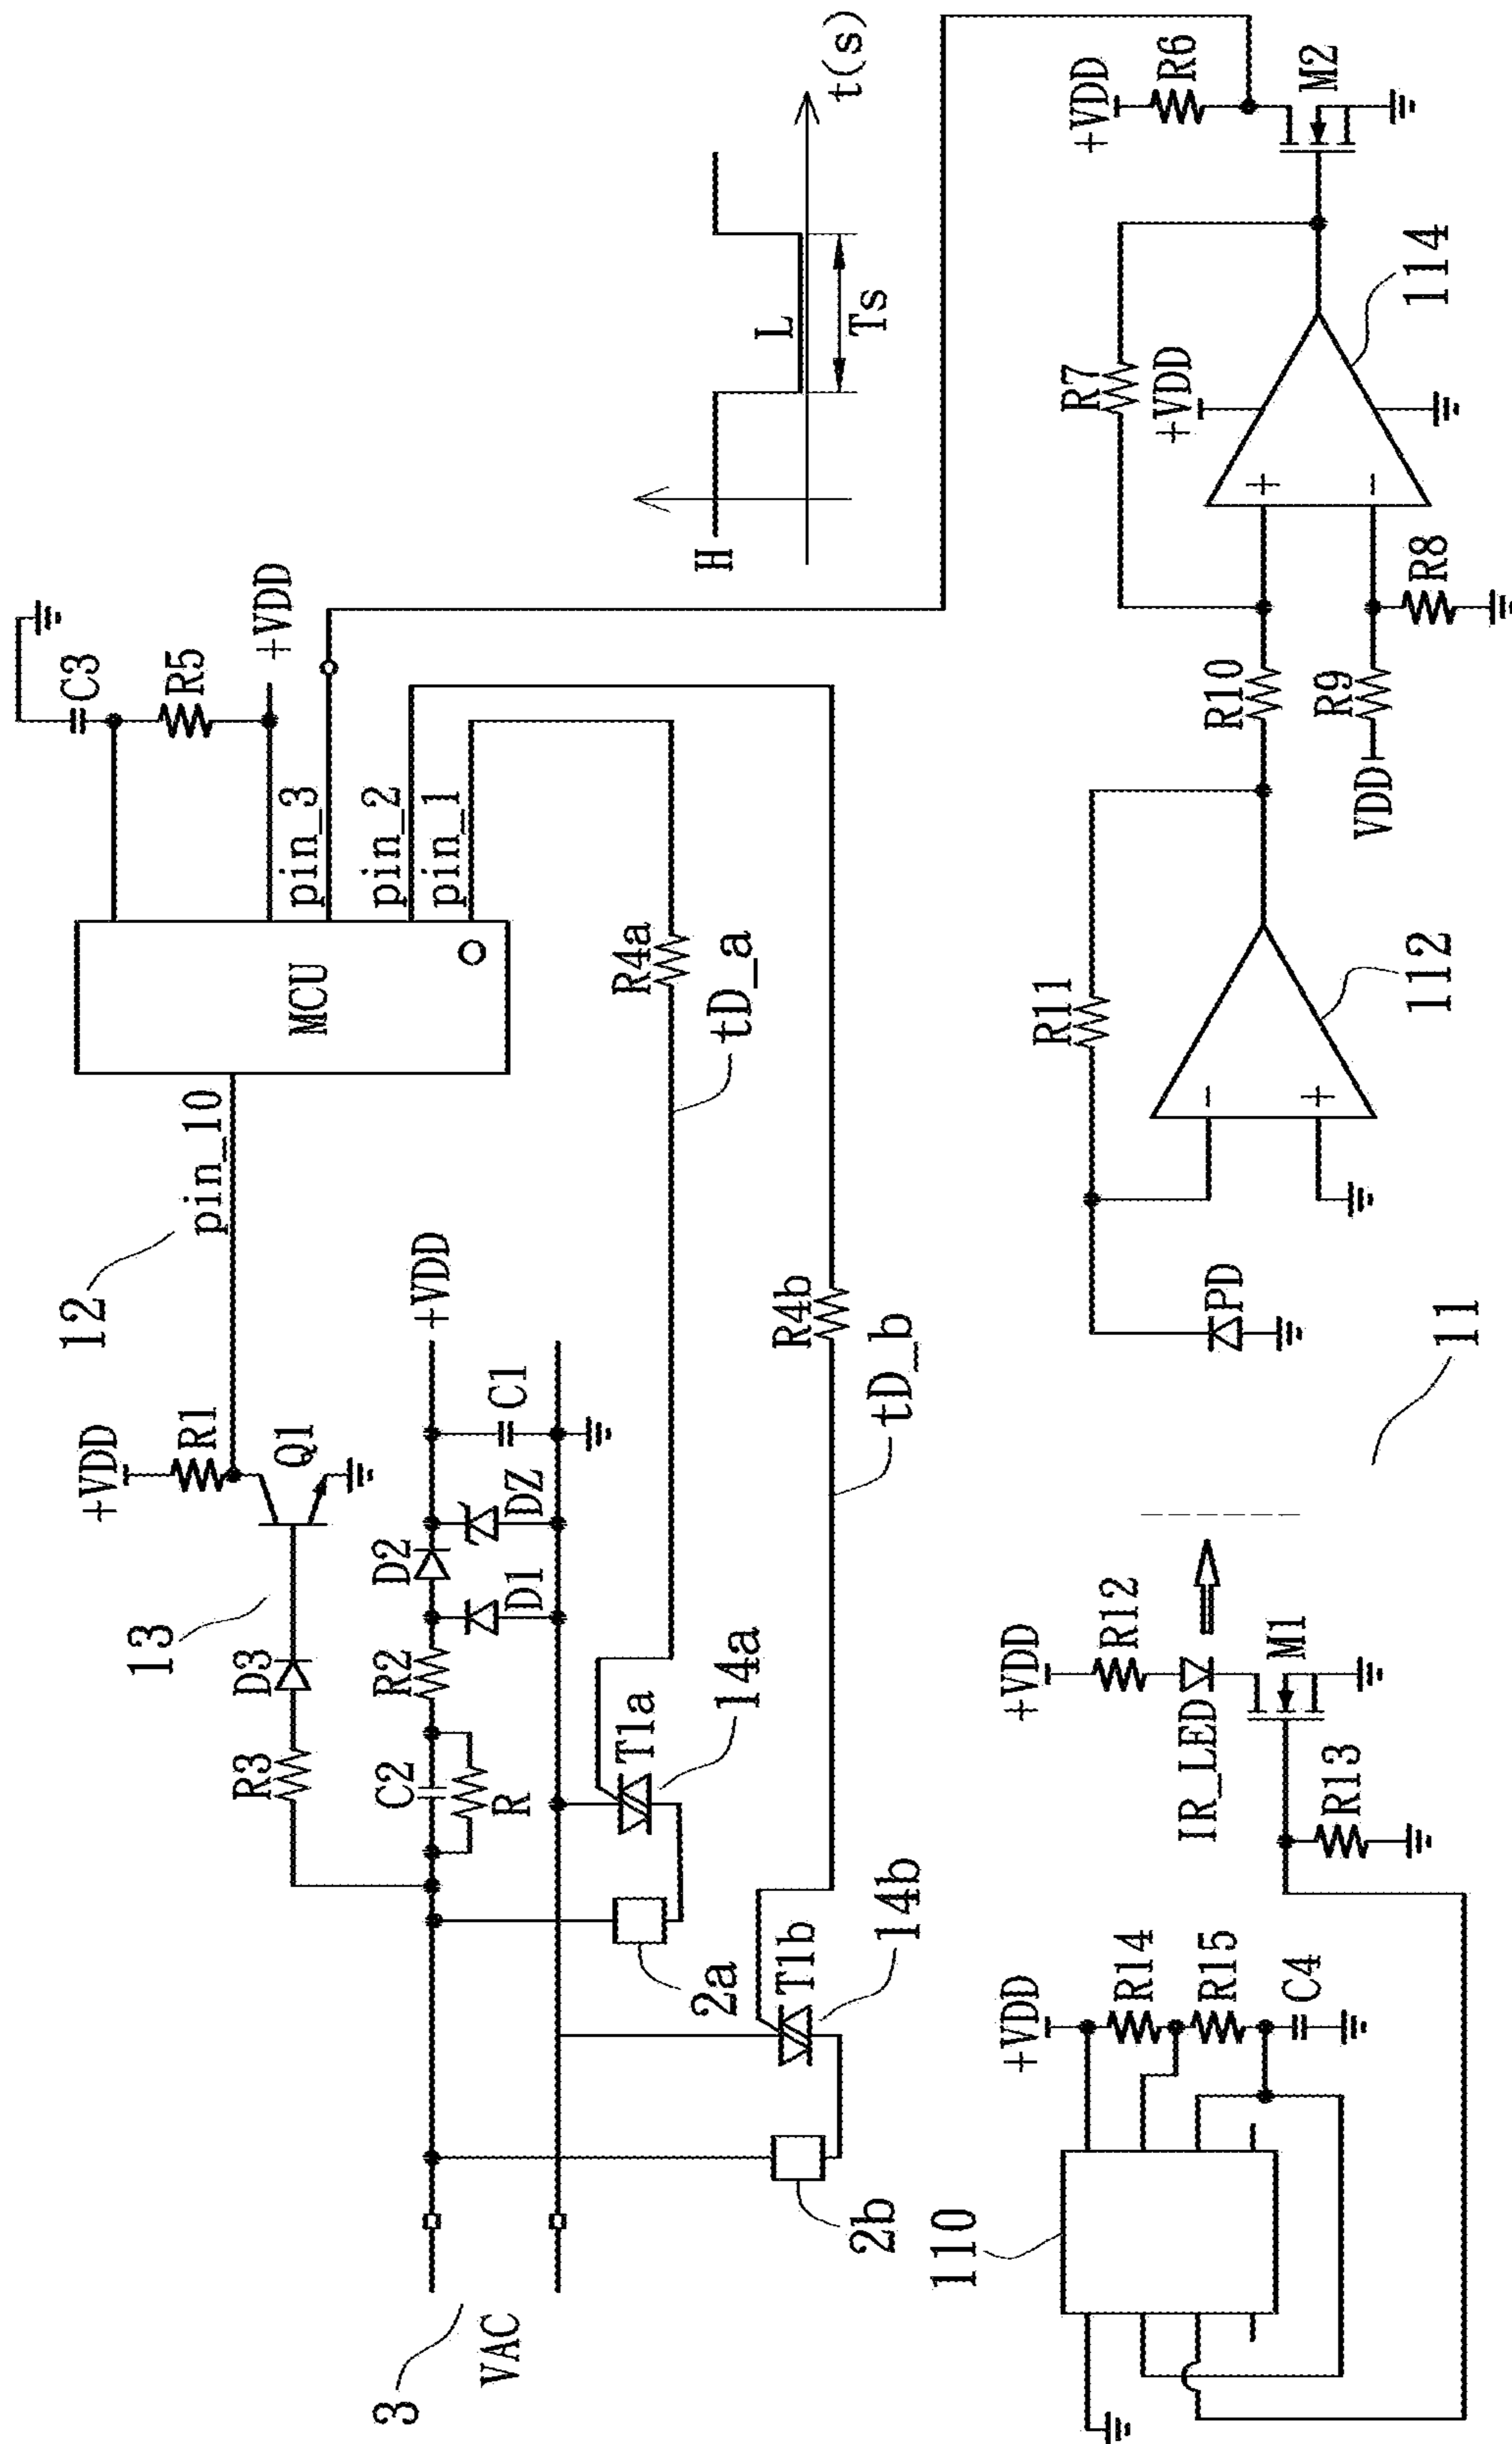 12
pin_10
MCU
C3
R5
+VDD
pin_3
pin_2
pin_1
+VDD
R1
Q1
13
D3
R3
+VDD
D2
D1
DZ
C1
R2
C2
R
R4a
tD_a
R4b
tD_b
T1a
14a
2a
T1b
14b
2b
3
VAC
H
L
Ts
t(s)
+VDD
R6
M2
R7
+VDD
114
R10
R9
VDD
R8
R11
112
PD
11
+VDD
R12
IR_LED
M1
R13
+VDD
R14
R15
C4
110